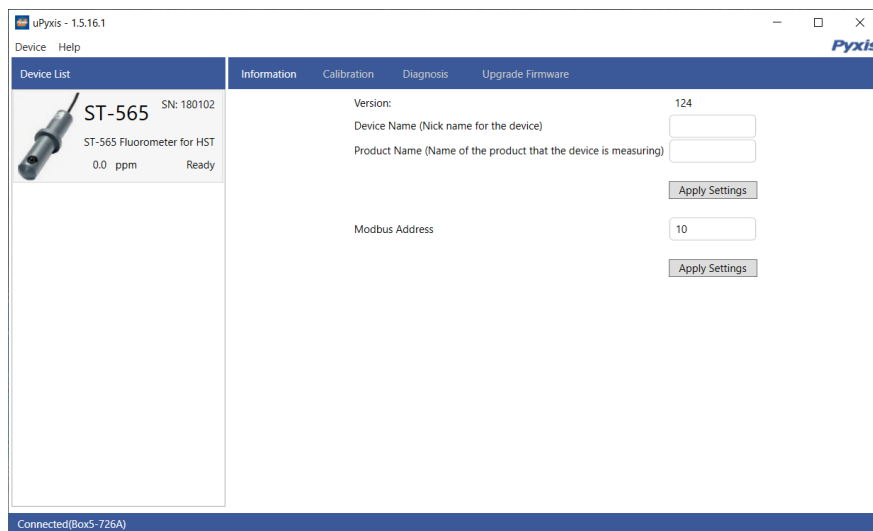 uPyxis - 1.5.16.1
Device Help
Pyxis
Device List
Information Calibration Diagnosis Upgrade Firmware
ST-565 SN: 180102
ST-565 Fluorometer for HST
0.0 ppm Ready
Version: 124
Device Name (Nick name for the device)
Product Name (Name of the product that the device is measuring)
Apply Settings
Modbus Address 10
Apply Settings
Connected(Box5-726A)